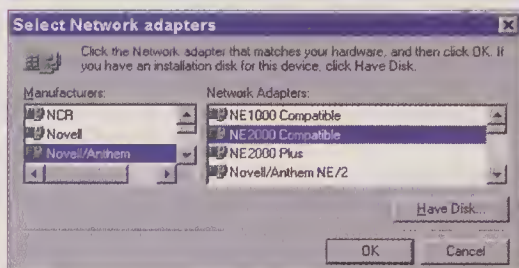 Select Network adapters
Click the Network adapter that matches your hardware, and then click OK. If
you have an installation disk for this device, click Have Disk.
Manufacturers:
NCR
Novell
Novell/Anthem
Network Adapters:
NE1000 Compatible
NE2000 Compatible
NE2000 Plus
Novell/Anthem NE/2
Have Disk...
OK
Cancel